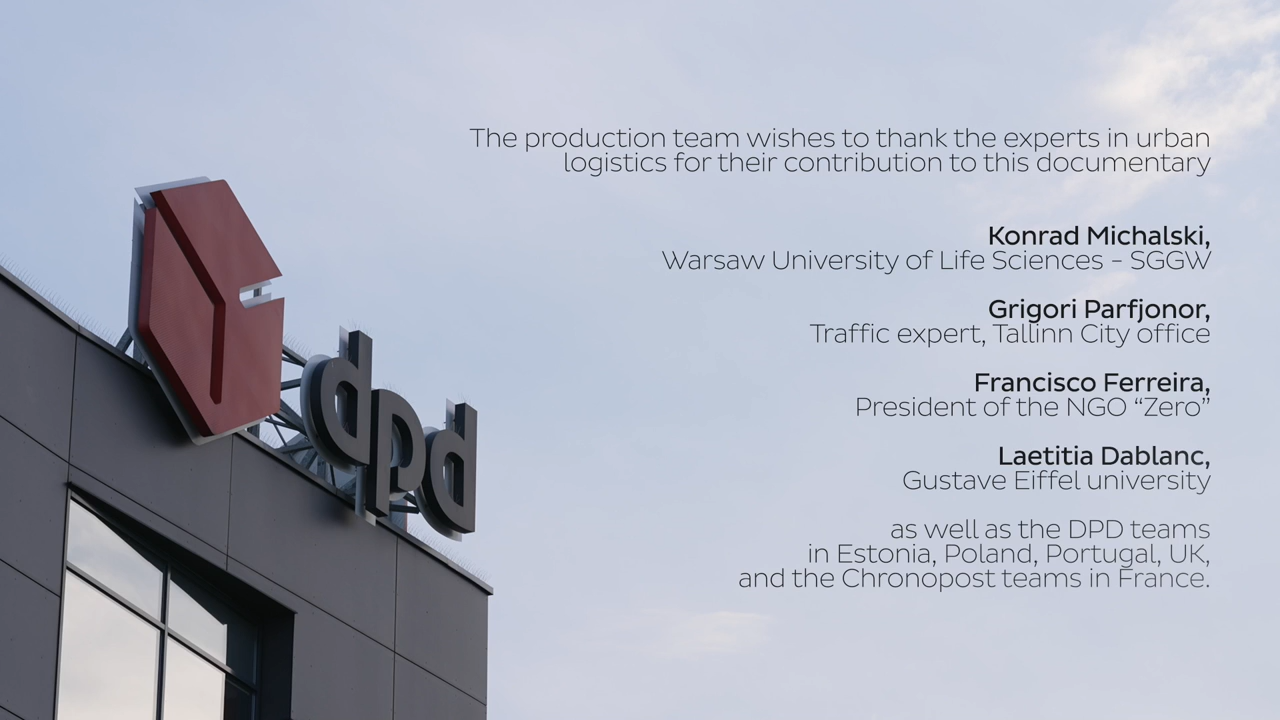 The production team wishes to thank the experts in urban
logistics for their contribution to this documentary
Konrad Michalski,
Warsaw University of Life Sciences – SGGW
Grigori Parfjonor,
Traffic expert, Tallinn City office
Francisco Ferreira,
President of the NGO “Zero”
Laetitia Dablanc,
Gustave Eiffel university
as well as the DPD teams
in Estonia, Poland, Portugal, UK,
and the Chronopost teams in France.
dpd